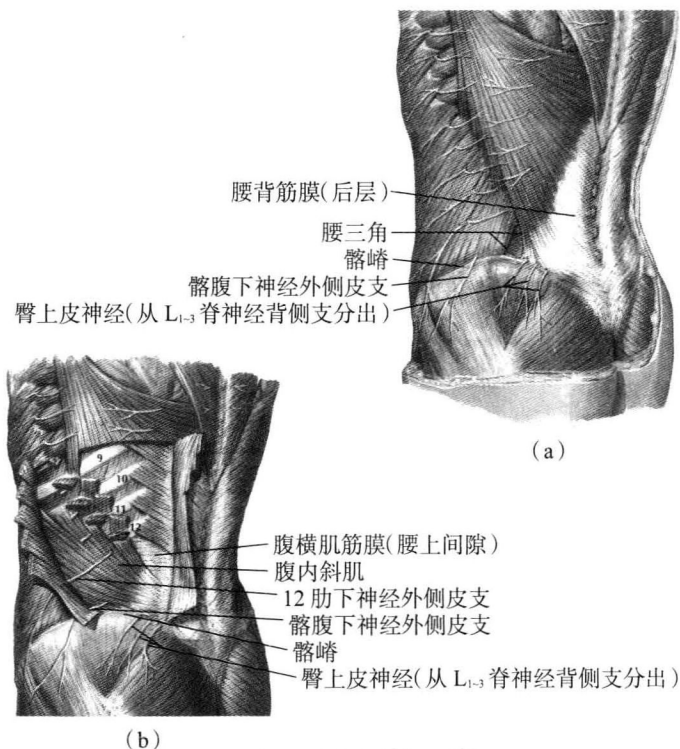 腰背筋膜(后层)
腰三角
髂嵴
髂腹下神经外侧皮支
臀上皮神经(从 L₁₋₃ 脊神经背侧支分出)
(a)
9
10
11
12
腹横肌筋膜(腰上间隙)
腹内斜肌
12 肋下神经外侧皮支
髂腹下神经外侧皮支
髂嵴
臀上皮神经(从 L₁₋₃ 脊神经背侧支分出)
(b)